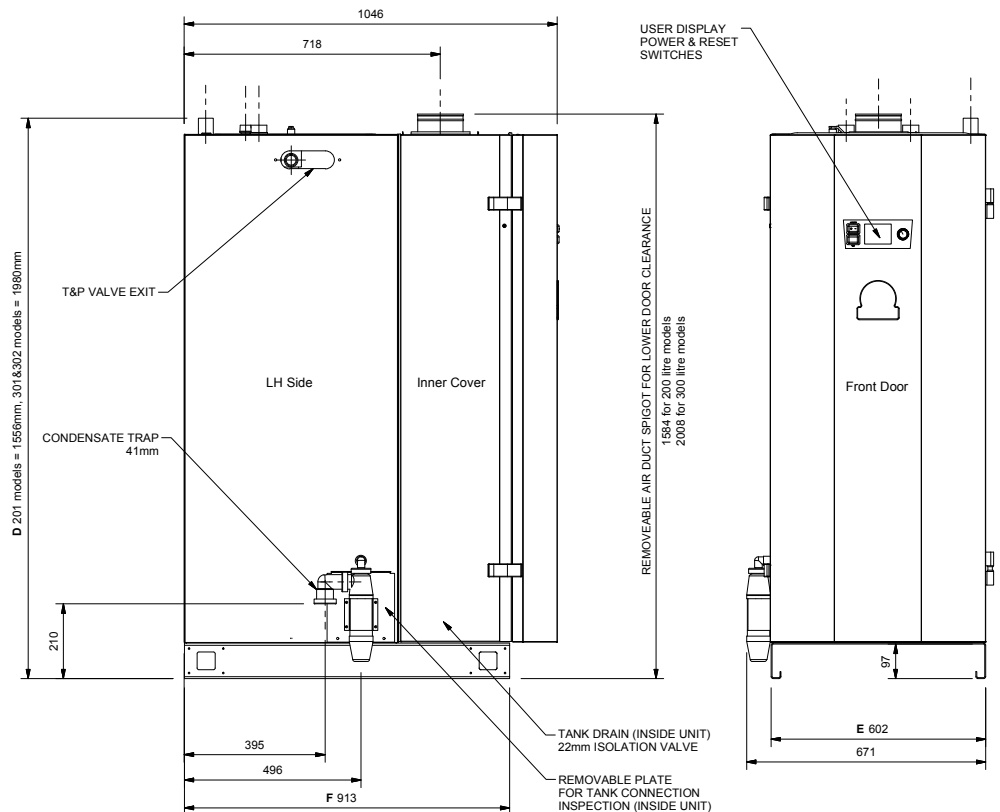 1046
718
USER DISPLAY
POWER & RESET
SWITCHES
T&P VALVE EXIT
D 201 models = 1556mm, 301&302 models = 1980mm
LH Side
Inner Cover
REMOVEABLE AIR DUCT SPIGOT FOR LOWER DOOR CLEARANCE
1584 for 200 litre models
2008 for 300 litre models
Front Door
CONDENSATE TRAP
41mm
210
97
TANK DRAIN (INSIDE UNIT)
22mm ISOLATION VALVE
395
496
F 913
REMOVABLE PLATE
FOR TANK CONNECTION
INSPECTION (INSIDE UNIT)
E 602
671